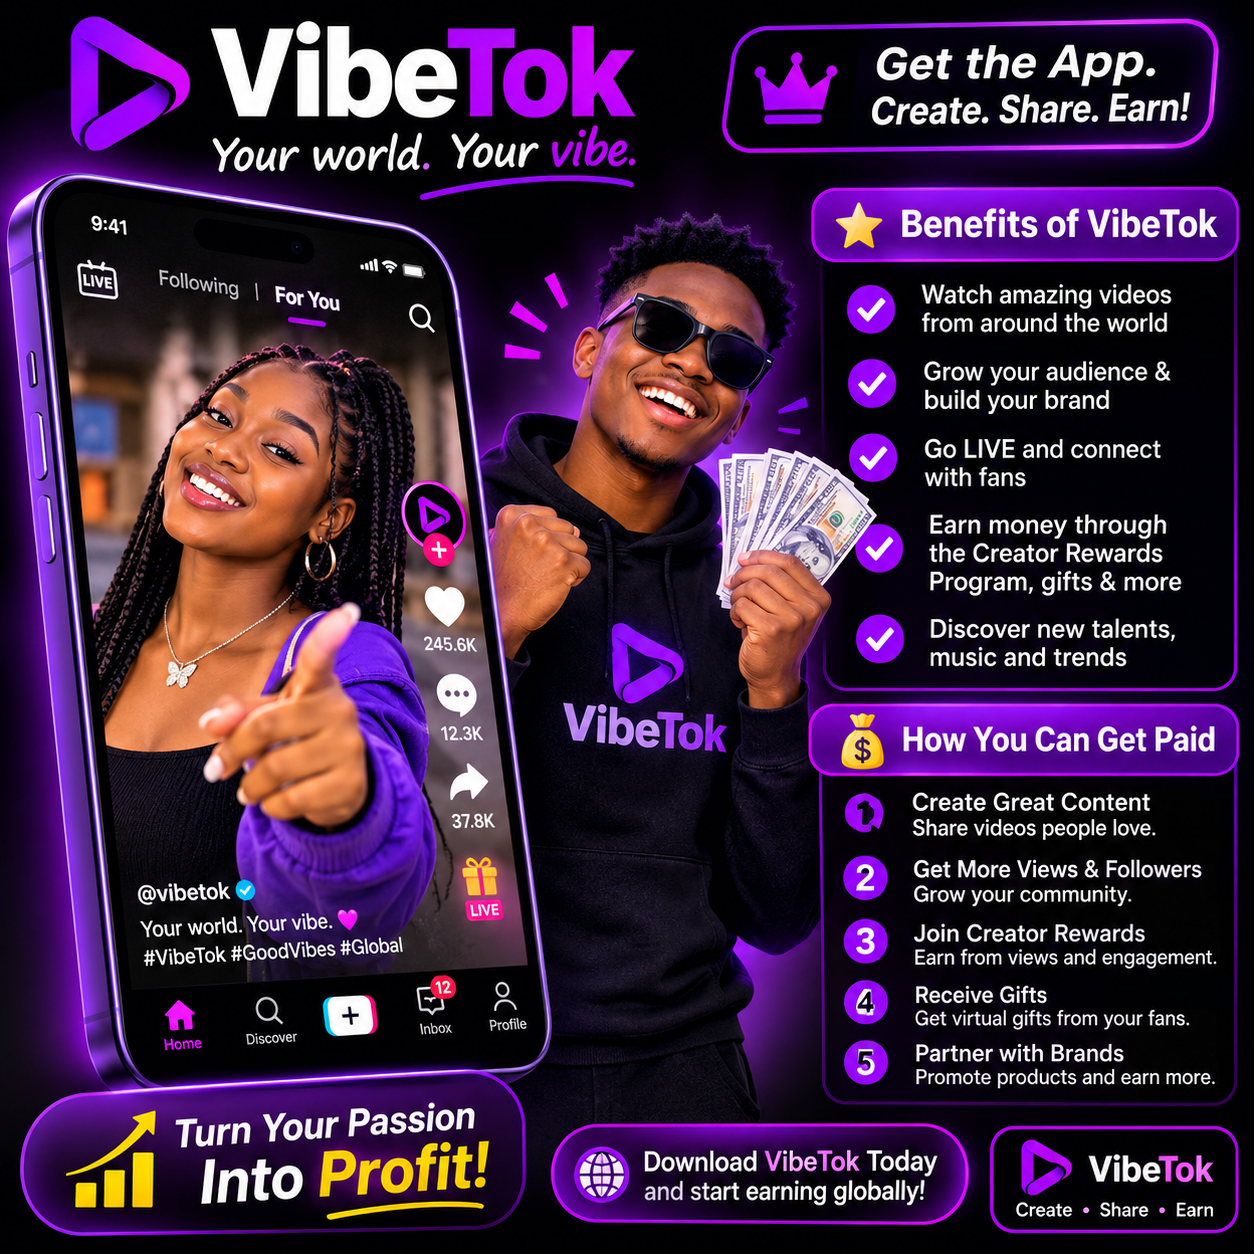 VibeTok
Your world. Your vibe.
Get the App.
Create. Share. Earn!
9:41
LIVE
Following | For You
245.6K
12.3K
37.8K
LIVE
@vibetok
Your world. Your vibe.
#VibeTok #GoodVibes #Global
Home
Discover
12
Inbox
Profile
VibeTok
Benefits of VibeTok
Watch amazing videos
from around the world
Grow your audience &
build your brand
Go LIVE and connect
with fans
Earn money through
the Creator Rewards
Program, gifts & more
Discover new talents,
music and trends
$ How You Can Get Paid
1 Create Great Content
Share videos people love.
2 Get More Views & Followers
Grow your community.
3 Join Creator Rewards
Earn from views and engagement.
4 Receive Gifts
Get virtual gifts from your fans.
5 Partner with Brands
Promote products and earn more.
Turn Your Passion
Into Profit!
Download VibeTok Today
and start earning globally!
VibeTok
Create • Share • Earn